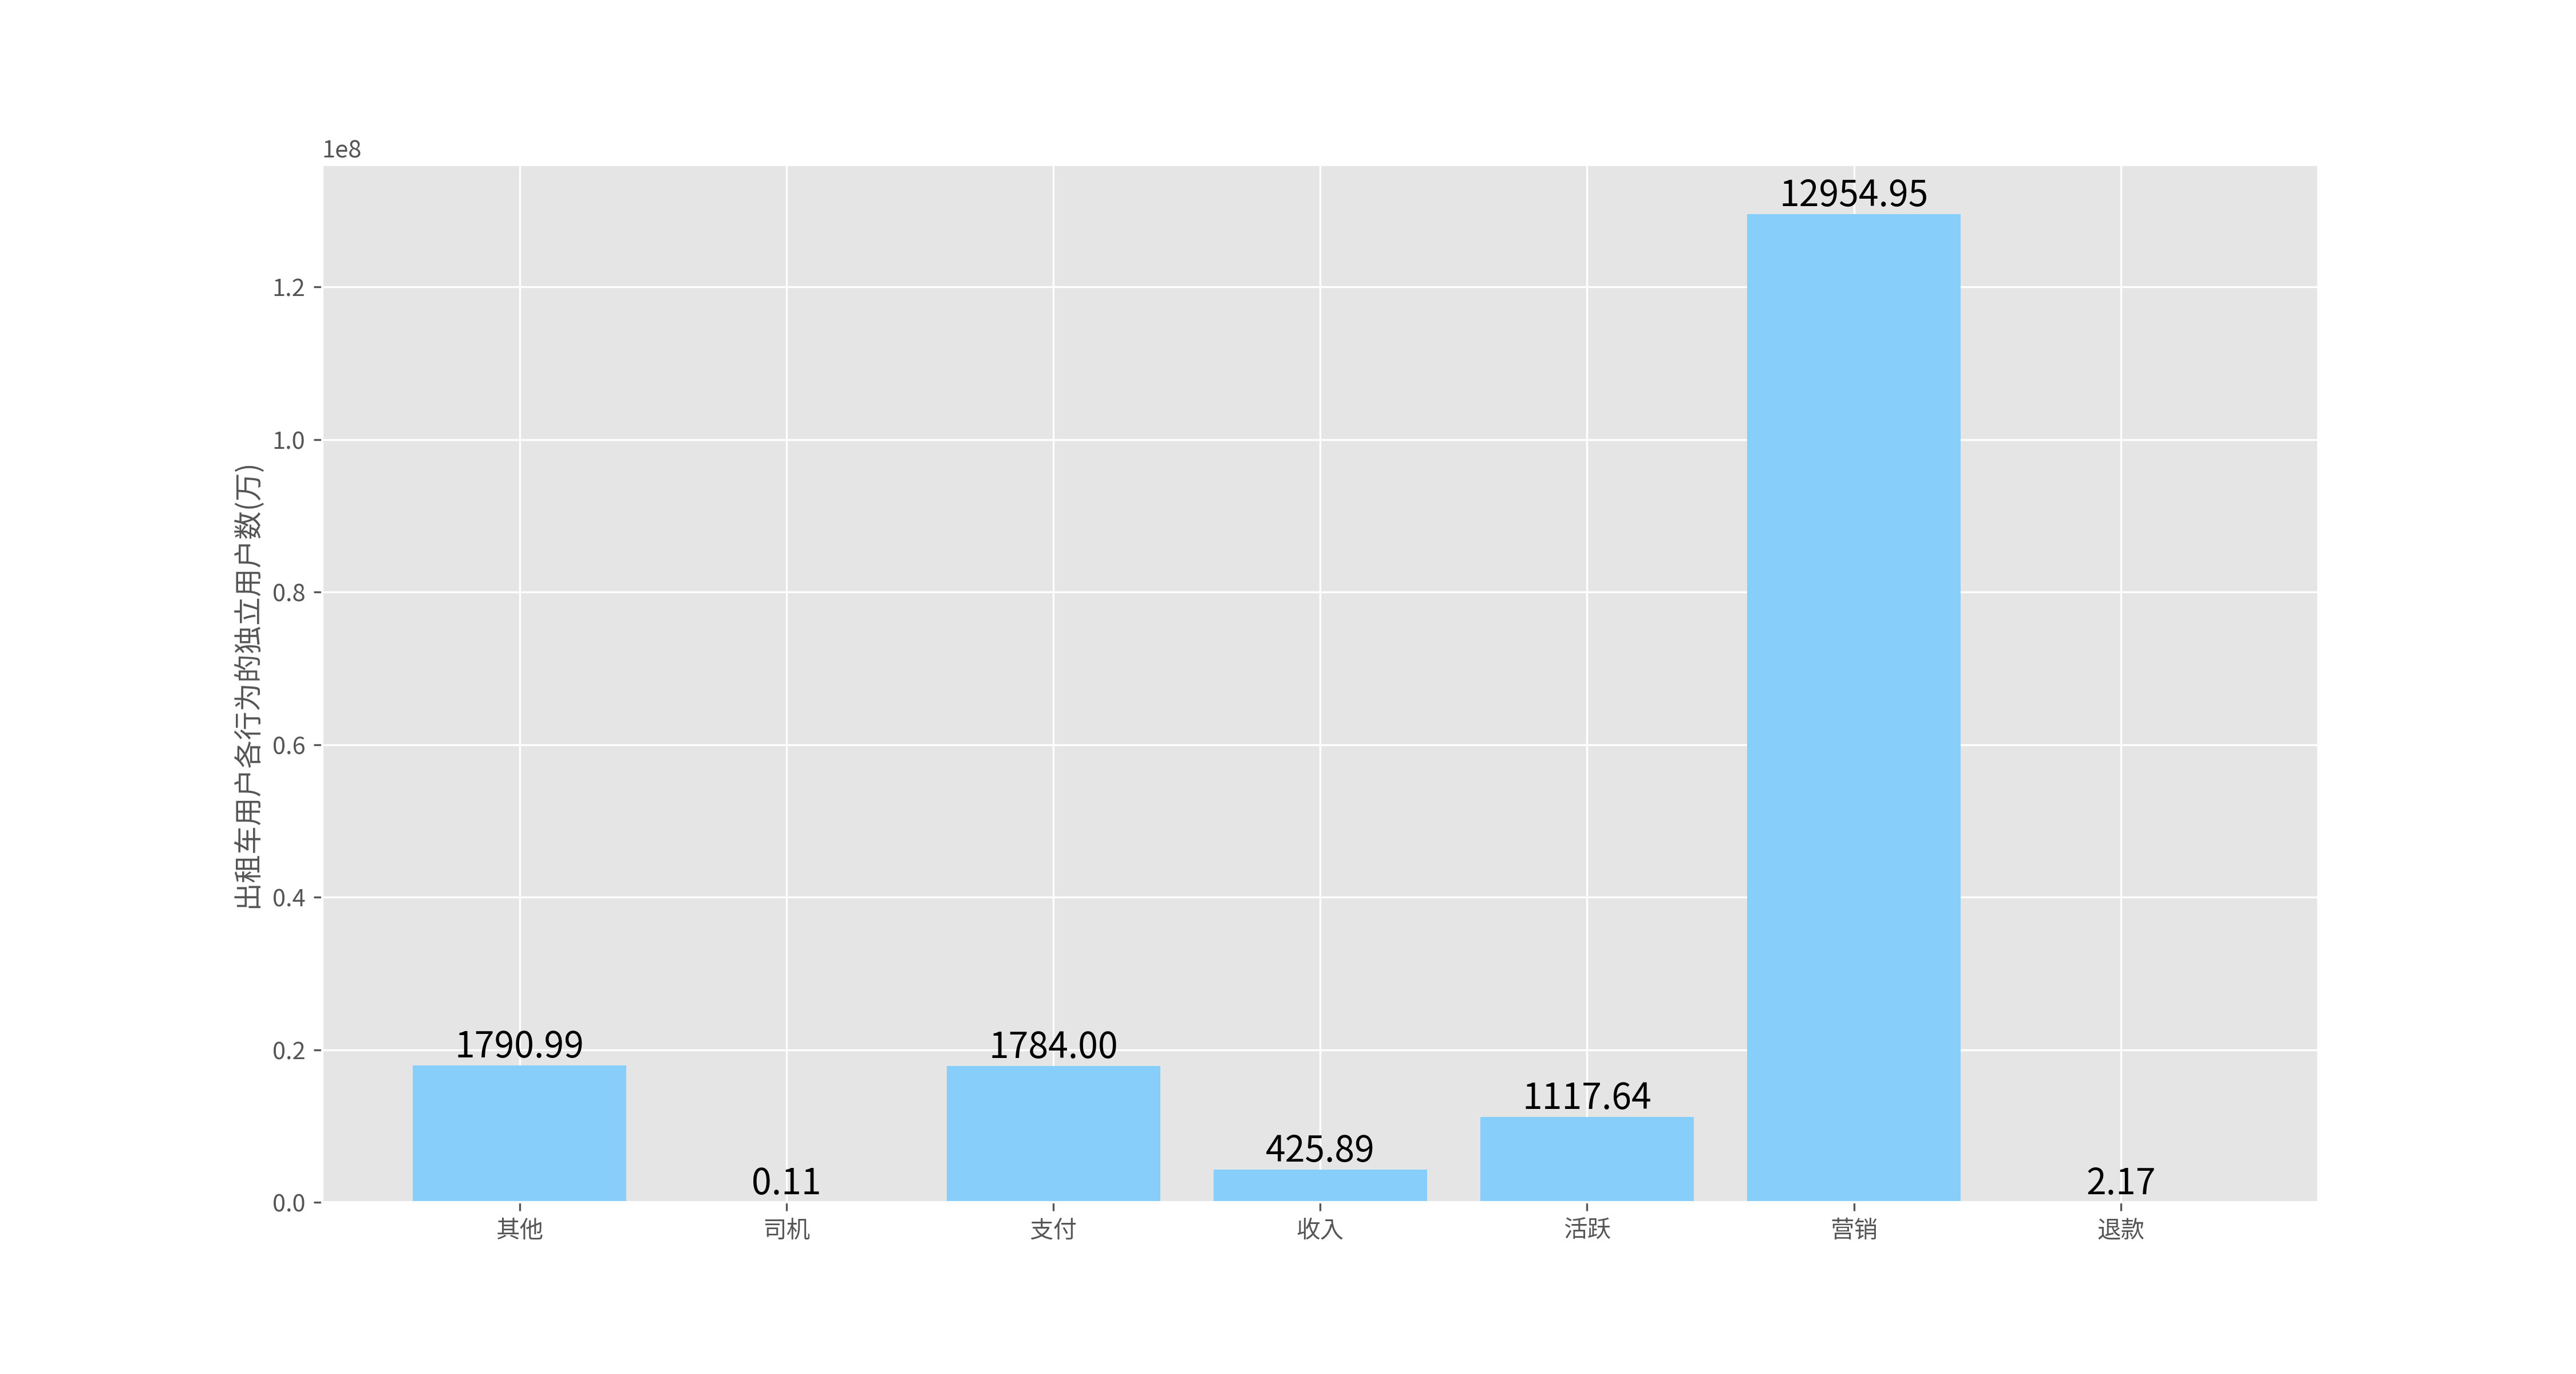 1e8
12954.95
1.2
1.0
0.8
0.6
0.4
0.2
0.0
出租车用户各行为的独立用户数(万)
1790.99
0.11
1784.00
425.89
1117.64
2.17
其他
司机
支付
收入
活跃
营销
退款